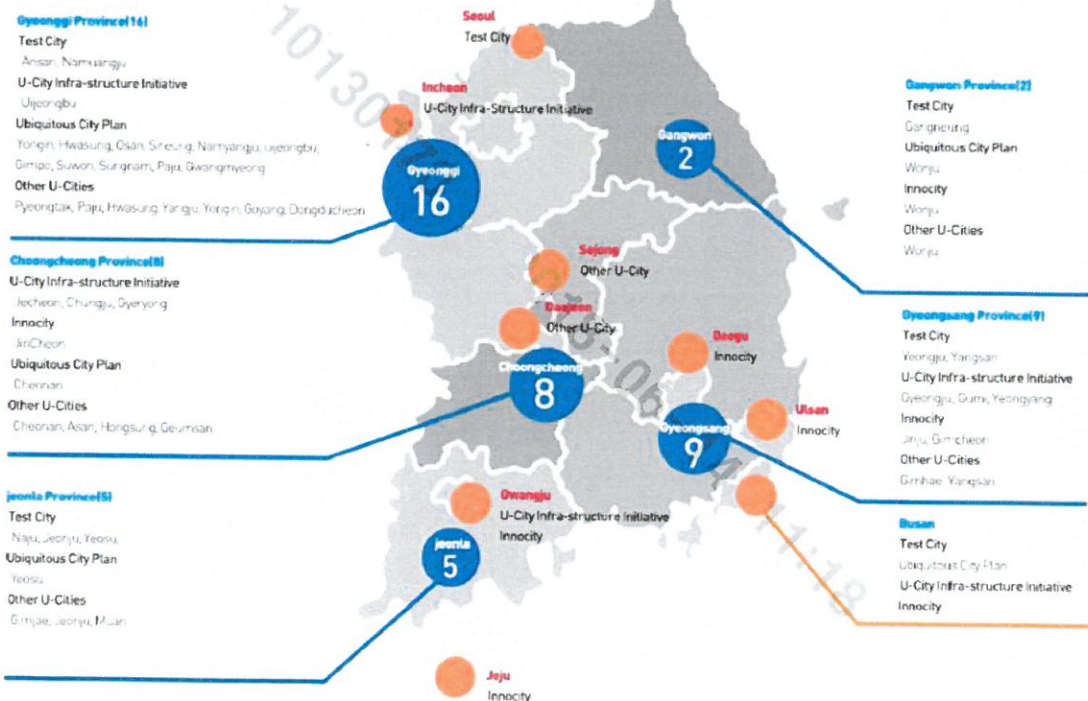 Gyeonggi Province(16)
Test City
Ansan, Namuangju
U-City Infra-structure Initiative
Uijeongbu
Ubiquitous City Plan
Yongin, Hwasung, Osan, Siheung, Namyangju, uijeongbu,
Gimpo, Suwon, Sungnam, Paju, Gwangmyeong
Other U-Cities
Pyeongtak, Paju, Hwasung, Yangju, Yongin, Goyang, Dongducheon
Choongcheong Province(8)
U-City Infra-structure Initiative
Jecheon, Chungju, Gyeryong
Innocity
JinCheon
Ubiquitous City Plan
Cheonan
Other U-Cities
Cheonan, Asan, Hongsung, Geumsan
jeonla Province(5)
Test City
Naju, Jeonju, Yeosu,
Ubiquitous City Plan
Yeosu
Other U-Cities
Gimjae, Jeonju, Muan
Seoul
Test City
Incheon
U-City Infra-Structure Initiative
Gyeonggi
16
Gangwon
2
Sejong
Other U-City
Daejeon
Other U-City
Choongcheong
8
Daegu
Innocity
Ulsan
Innocity
Gyeongsang
9
Gwangju
U-City Infra-structure Initiative
Innocity
jeonla
5
Jeju
Innocity
Gangwon Province(2)
Test City
Gangneung
Ubiquitous City Plan
Wonju
Innocity
Wonju
Other U-Cities
Wonju
Gyeongsang Province(9)
Test City
Yeongju, Yangsan
U-City Infra-structure Initiative
Gyeongju, Gumi, Yeongyang
Innocity
Jinju, Gimcheon
Other U-Cities
Gimhae, Yangsan
Busan
Test City
Ubiquitous City Plan
U-City Infra-structure Initiative
Innocity